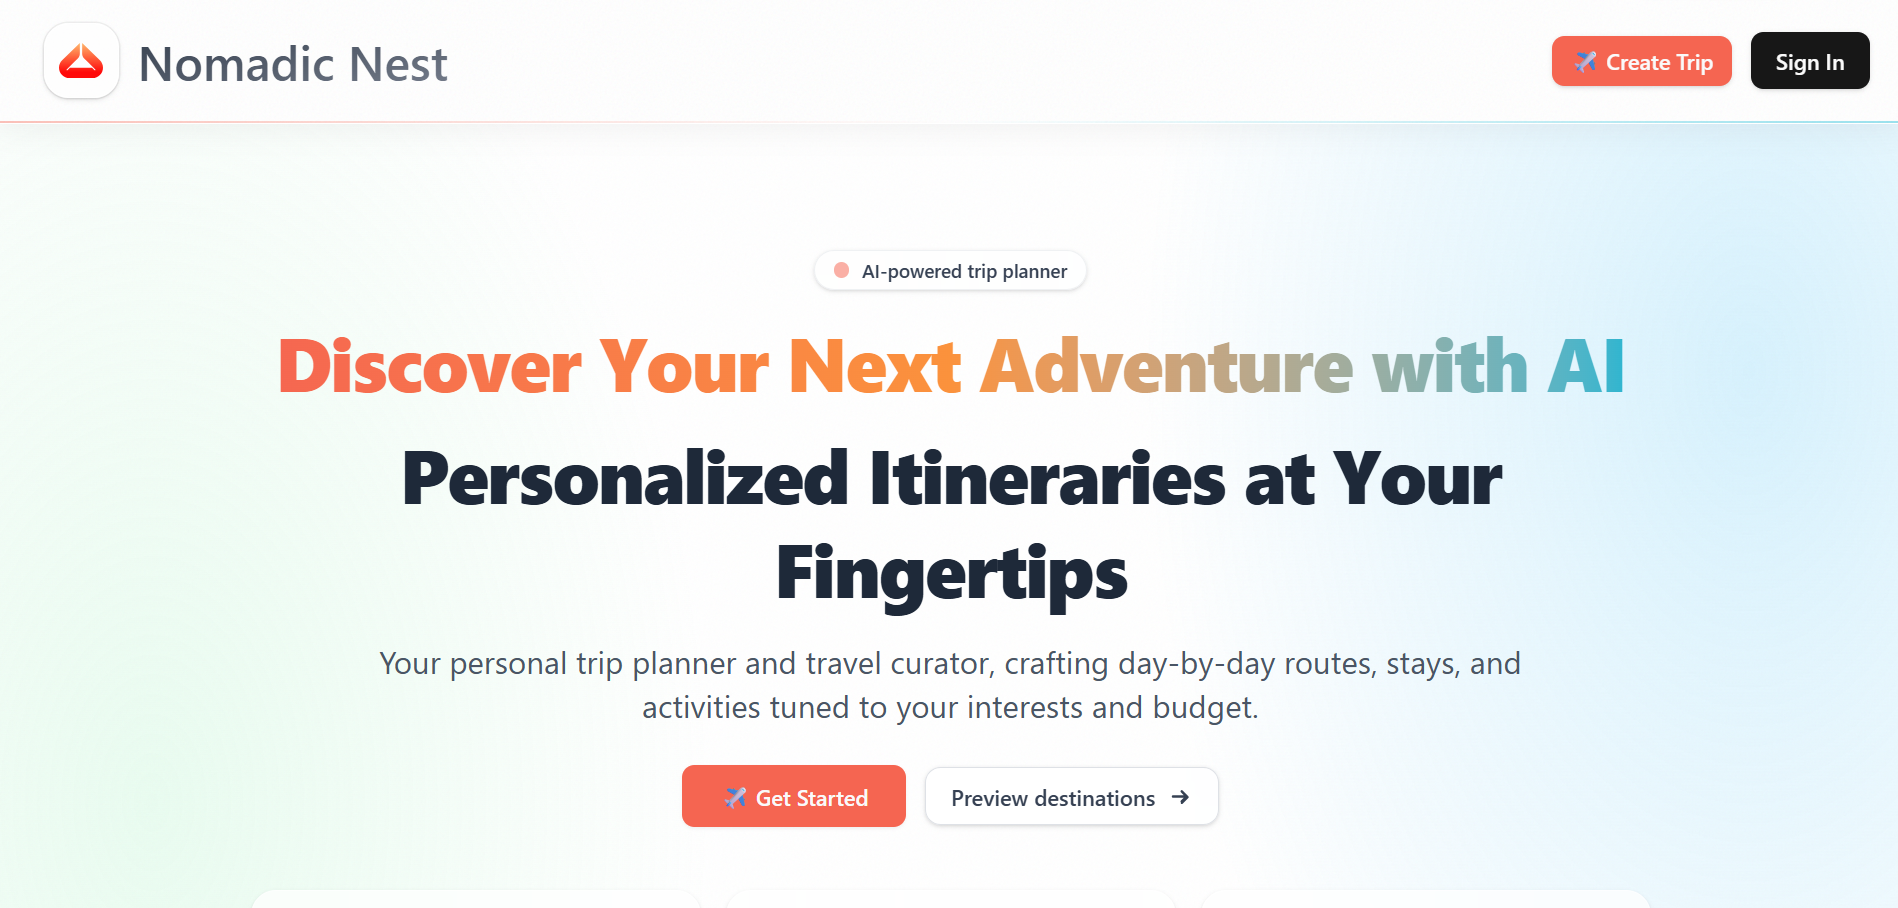 Nomadic Nest
Create Trip
Sign In
AI-powered trip planner
Discover Your Next Adventure with AI
Personalized Itineraries at Your
Fingertips
Your personal trip planner and travel curator, crafting day-by-day routes, stays, and
activities tuned to your interests and budget.
Get Started
Preview destinations →